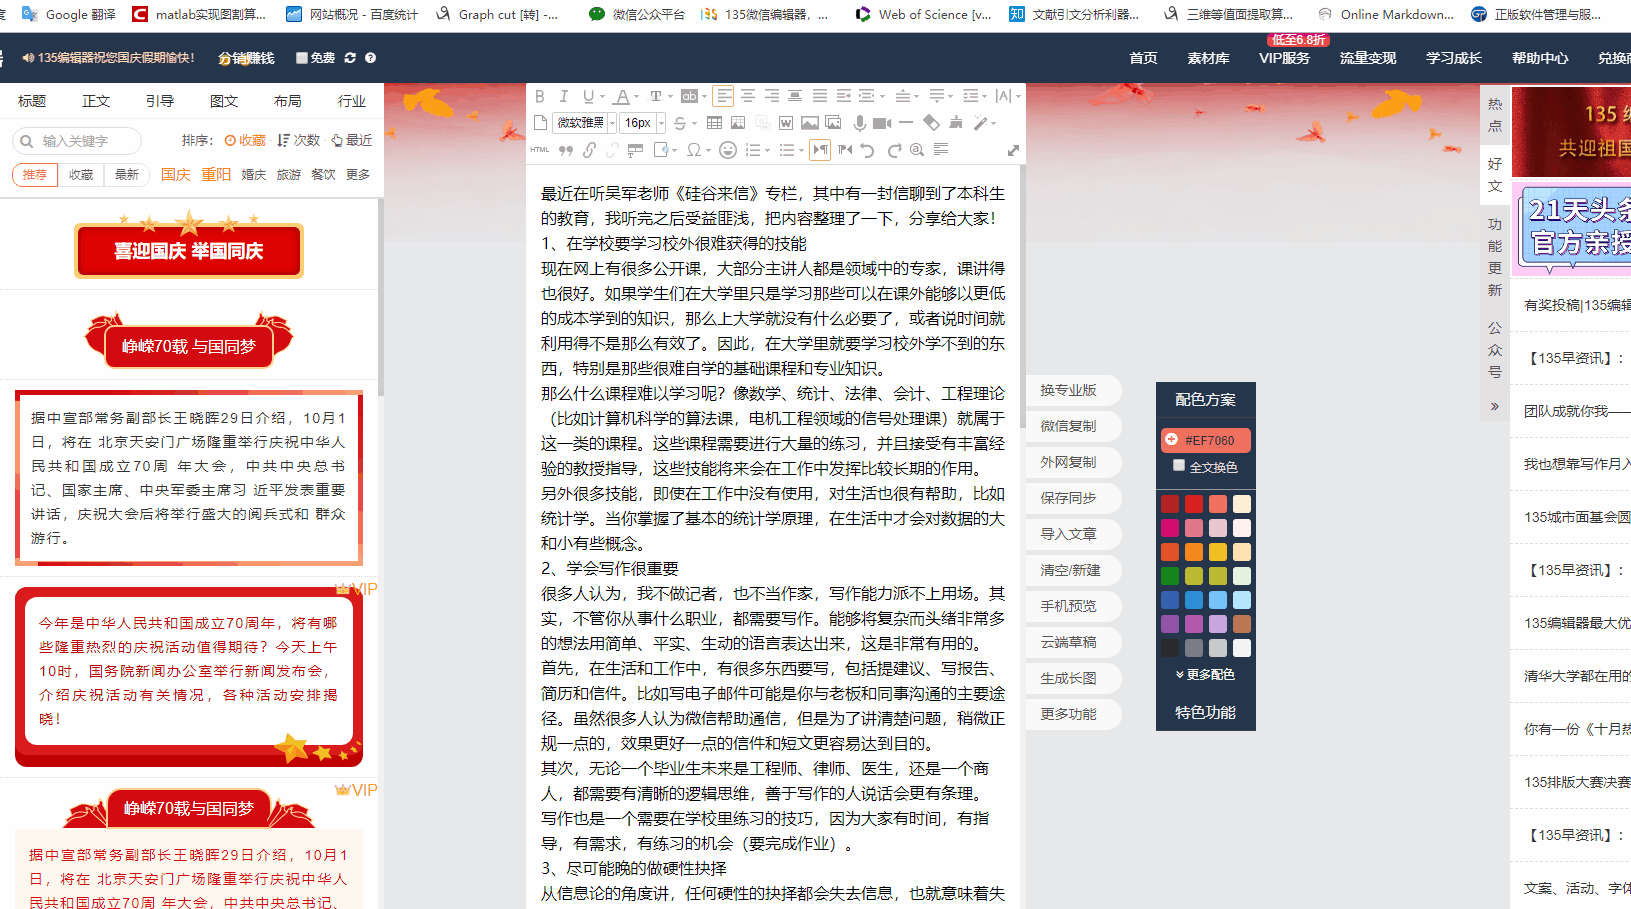 Google 翻译
matlab实现图割算...
网站概况 - 百度统计
Graph cut [转] -...
微信公众平台
135微信编辑器，...
Web of Science [v...
文献引文分析利器...
三维等值面提取算...
Online Markdown...
正版软件管理与服...
135编辑器祝您国庆假期愉快！
分销赚钱
免费
首页
素材库
低至6.8折
VIP服务
流量变现
学习成长
帮助中心
标题 正文 引导 图文 布局 行业
输入关键字
排序： 收藏 次数 最近
推荐 收藏 最新 国庆 重阳 婚庆 旅游 餐饮 更多
喜迎国庆 举国同庆
峥嵘70载 与国同梦
据中宣部常务副部长王晓晖29日介绍，10月1
日，将在 北京天安门广场隆重举行庆祝中华人
民共和国成立70周 年大会，中共中央总书
记、国家主席、中央军委主席习 近平发表重要
讲话，庆祝大会后将举行盛大的阅兵式和 群众
游行。
VIP
今年是中华人民共和国成立70周年，将有哪
些隆重热烈的庆祝活动值得期待？今天上午
10时，国务院新闻办公室举行新闻发布会，
介绍庆祝活动有关情况，各种活动安排揭
晓！
VIP
峥嵘70载与国同梦
据中宣部常务副部长王晓晖29日介绍，10月1
日，将在 北京天安门广场隆重举行庆祝中华人
民共和国成立70周 年大会，中共中央总书记、
微软雅黑
16px
HTML
最近在听吴军老师《硅谷来信》专栏，其中有一封信聊到了本科生
的教育，我听完之后受益匪浅，把内容整理了一下，分享给大家！
1、在学校要学习校外很难获得的技能
现在网上有很多公开课，大部分主讲人都是领域中的专家，课讲得
也很好。如果学生们在大学里只是学习那些可以在课外能够以更低
的成本学到的知识，那么上大学就没有什么必要了，或者说时间就
利用得不是那么有效了。因此，在大学里就要学习校外学不到的东
西，特别是那些很难自学的基础课程和专业知识。
那么什么课程难以学习呢？像数学、统计、法律、会计、工程理论
（比如计算机科学的算法课，电机工程领域的信号处理课）就属于
这一类的课程。这些课程需要进行大量的练习，并且接受有丰富经
验的教授指导，这些技能将来会在工作中发挥比较长期的作用。
另外很多技能，即使在工作中没有使用，对生活也很有帮助，比如
统计学。当你掌握了基本的统计学原理，在生活中才会对数据的大
和小有些概念。
2、学会写作很重要
很多人认为，我不做记者，也不当作家，写作能力派不上用场。其
实，不管你从事什么职业，都需要写作。能够将复杂而头绪非常多
的想法用简单、平实、生动的语言表达出来，这是非常有用的。
首先，在生活和工作中，有很多东西要写，包括提建议、写报告、
简历和信件。比如写电子邮件可能是你与老板和同事沟通的主要途
径。虽然很多人认为微信帮助通信，但是为了讲清楚问题，稍微正
规一点的，效果更好一点的信件和短文更容易达到目的。
其次，无论一个毕业生未来是工程师、律师、医生，还是一个商
人，都需要有清晰的逻辑思维，善于写作的人说话会更有条理。
写作也是一个需要在学校里练习的技巧，因为大家有时间，有指
导，有需求，有练习的机会（要完成作业）。
3、尽可能晚的做硬性抉择
从信息论的角度讲，任何硬性的抉择都会失去信息，也就意味着失
换专业版
微信复制
外网复制
保存同步
导入文章
清空/新建
手机预览
云端草稿
生成长图
更多功能
配色方案
#EF7060
全文换色
更多配色
特色功能
热点
好文
功能更新
公众号
»
135 编
共迎祖国
21天头条
官方亲授
有奖投稿|135编辑
【135早资讯】：
团队成就你我——
我也想靠写作月入
135城市面基会圆
【135早资讯】：
135编辑器最大优
清华大学都在用的
你有一份《十月热
135排版大赛决赛
【135早资讯】：
文案、活动、字体